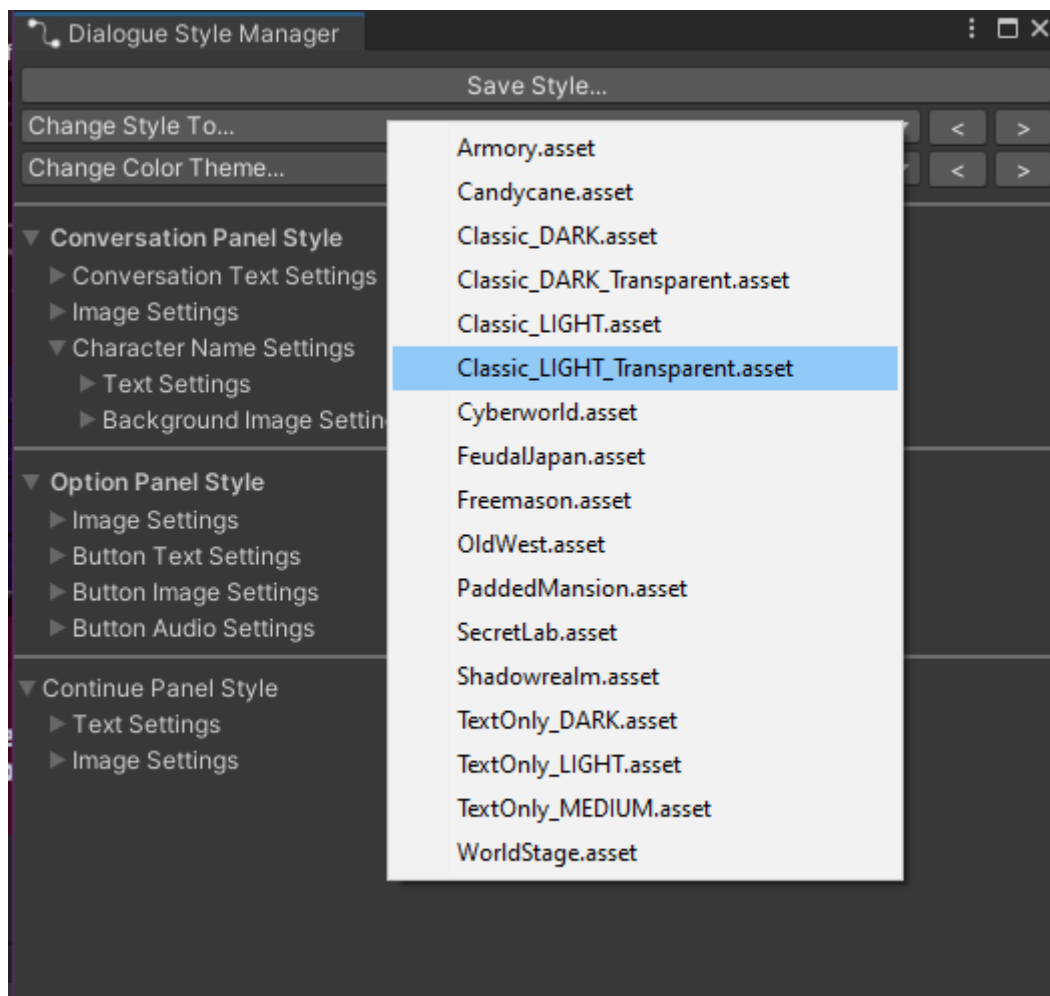 Dialogue Style Manager
Save Style...
Change Style To...
< >
Change Color Theme...
< >
Armory.asset
Candycane.asset
Classic_DARK.asset
Classic_DARK_Transparent.asset
Classic_LIGHT.asset
Classic_LIGHT_Transparent.asset
Cyberworld.asset
FeudalJapan.asset
Freemason.asset
OldWest.asset
PaddedMansion.asset
SecretLab.asset
Shadowrealm.asset
TextOnly_DARK.asset
TextOnly_LIGHT.asset
TextOnly_MEDIUM.asset
WorldStage.asset
Conversation Panel Style
Conversation Text Settings
Image Settings
Character Name Settings
Text Settings
Background Image Settin
Option Panel Style
Image Settings
Button Text Settings
Button Image Settings
Button Audio Settings
Continue Panel Style
Text Settings
Image Settings